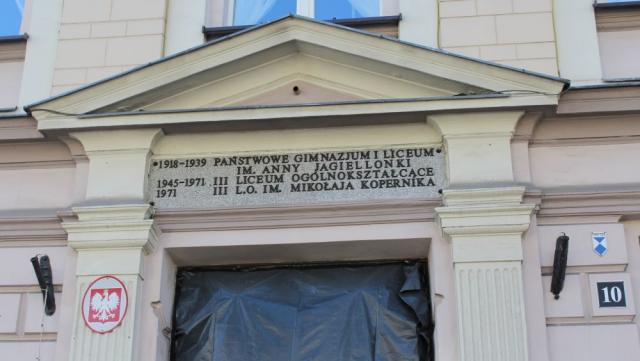 1918-1939 PAŃSTWOWE GIMNAZJUM I LICEUM
IM. ANNY JAGIELLONKI
1945-1971 III LICEUM OGÓLNOKSZTAŁCĄCE
1971 III L.O. IM. MIKOŁAJA KOPERNIKA
10